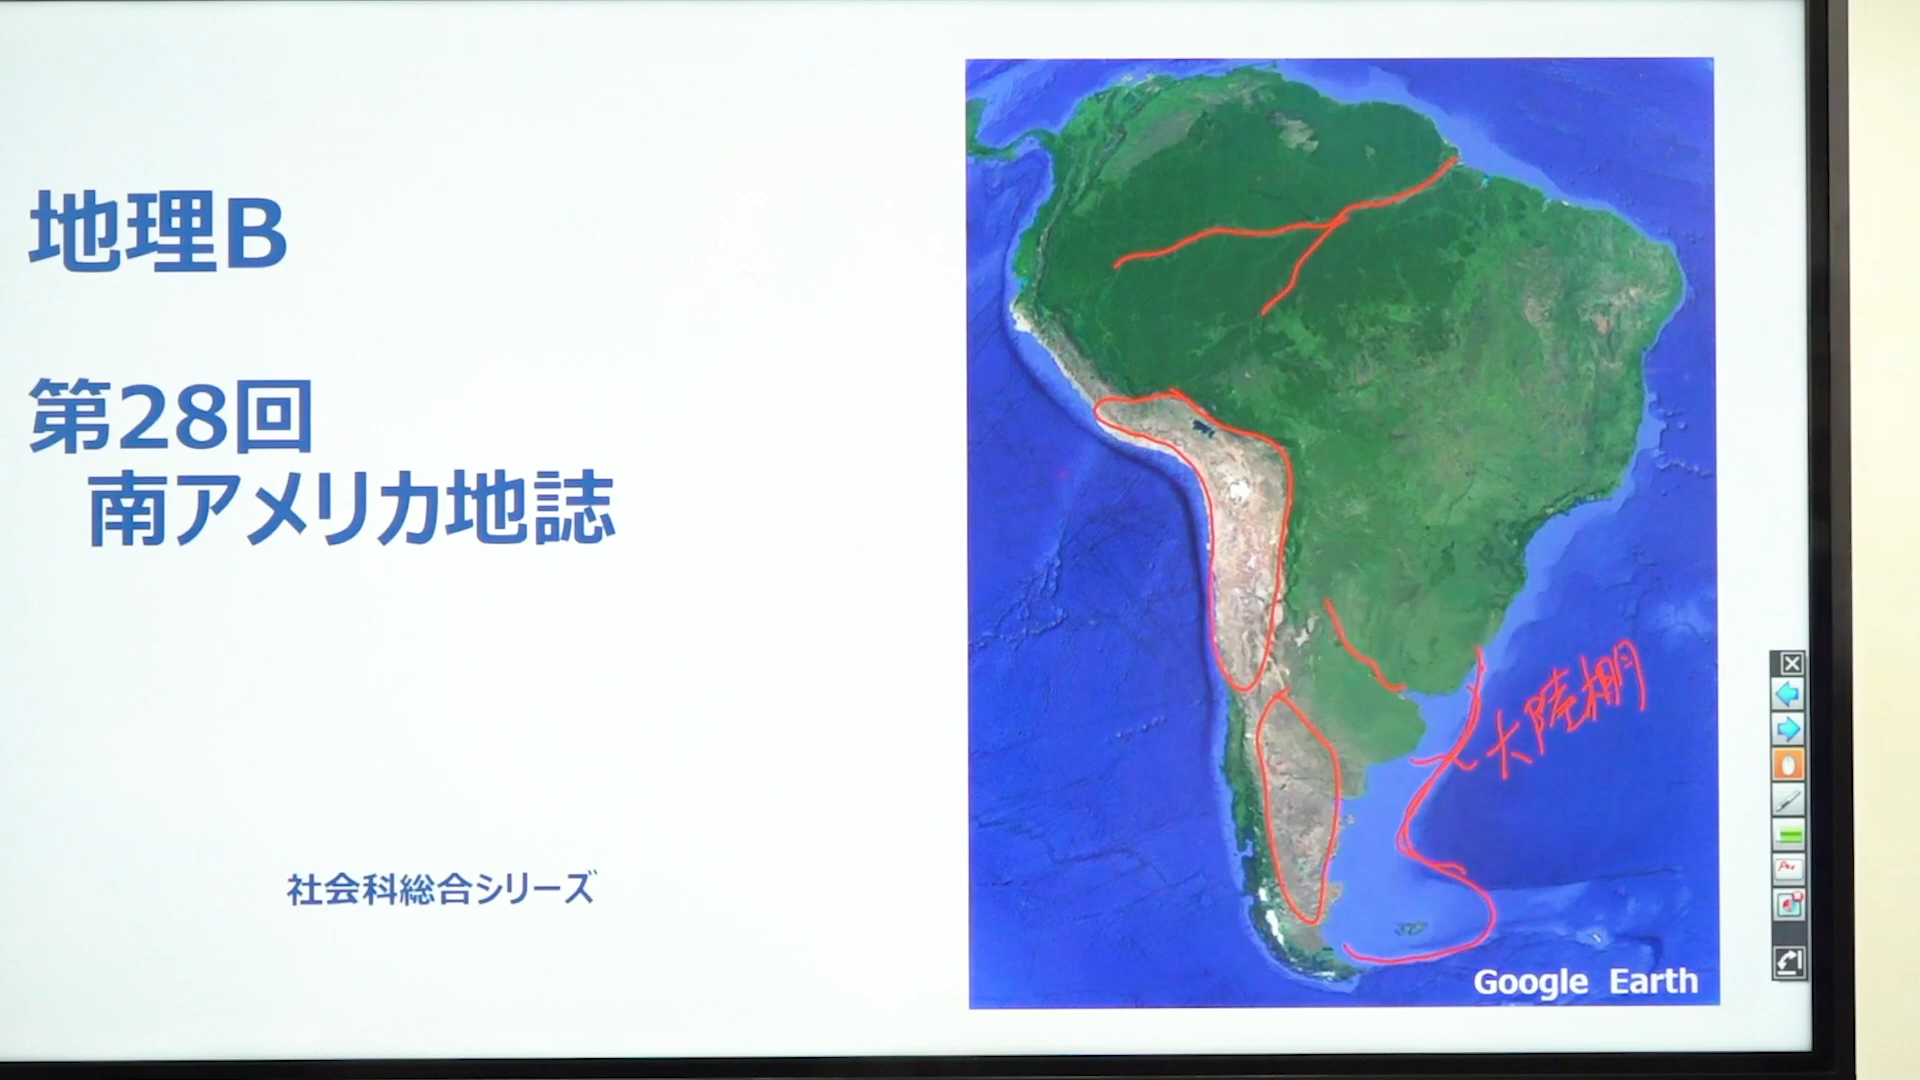 地理B
第28回
南アメリカ地誌
社会科総合シリーズ
大陸棚
Google Earth